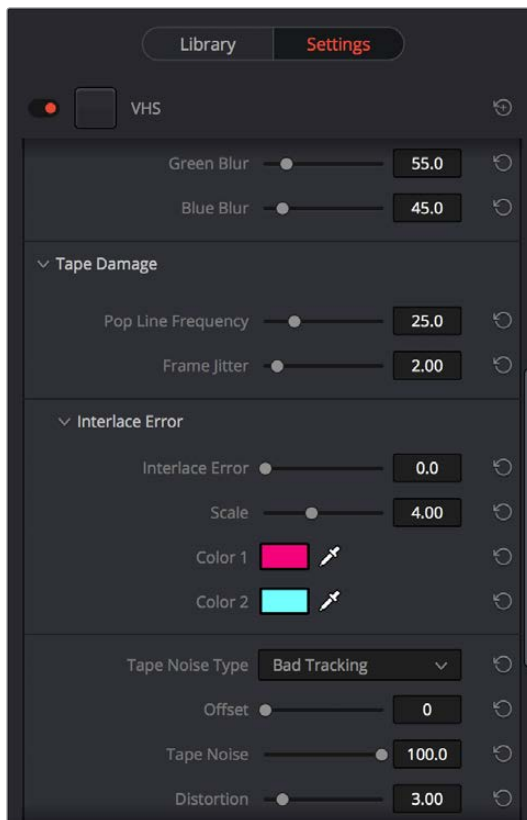 Library Settings
VHS
Green Blur 55.0
Blue Blur 45.0
Tape Damage
Pop Line Frequency 25.0
Frame Jitter 2.00
Interlace Error
Interlace Error 0.0
Scale 4.00
Color 1
Color 2
Tape Noise Type Bad Tracking
Offset 0
Tape Noise 100.0
Distortion 3.00